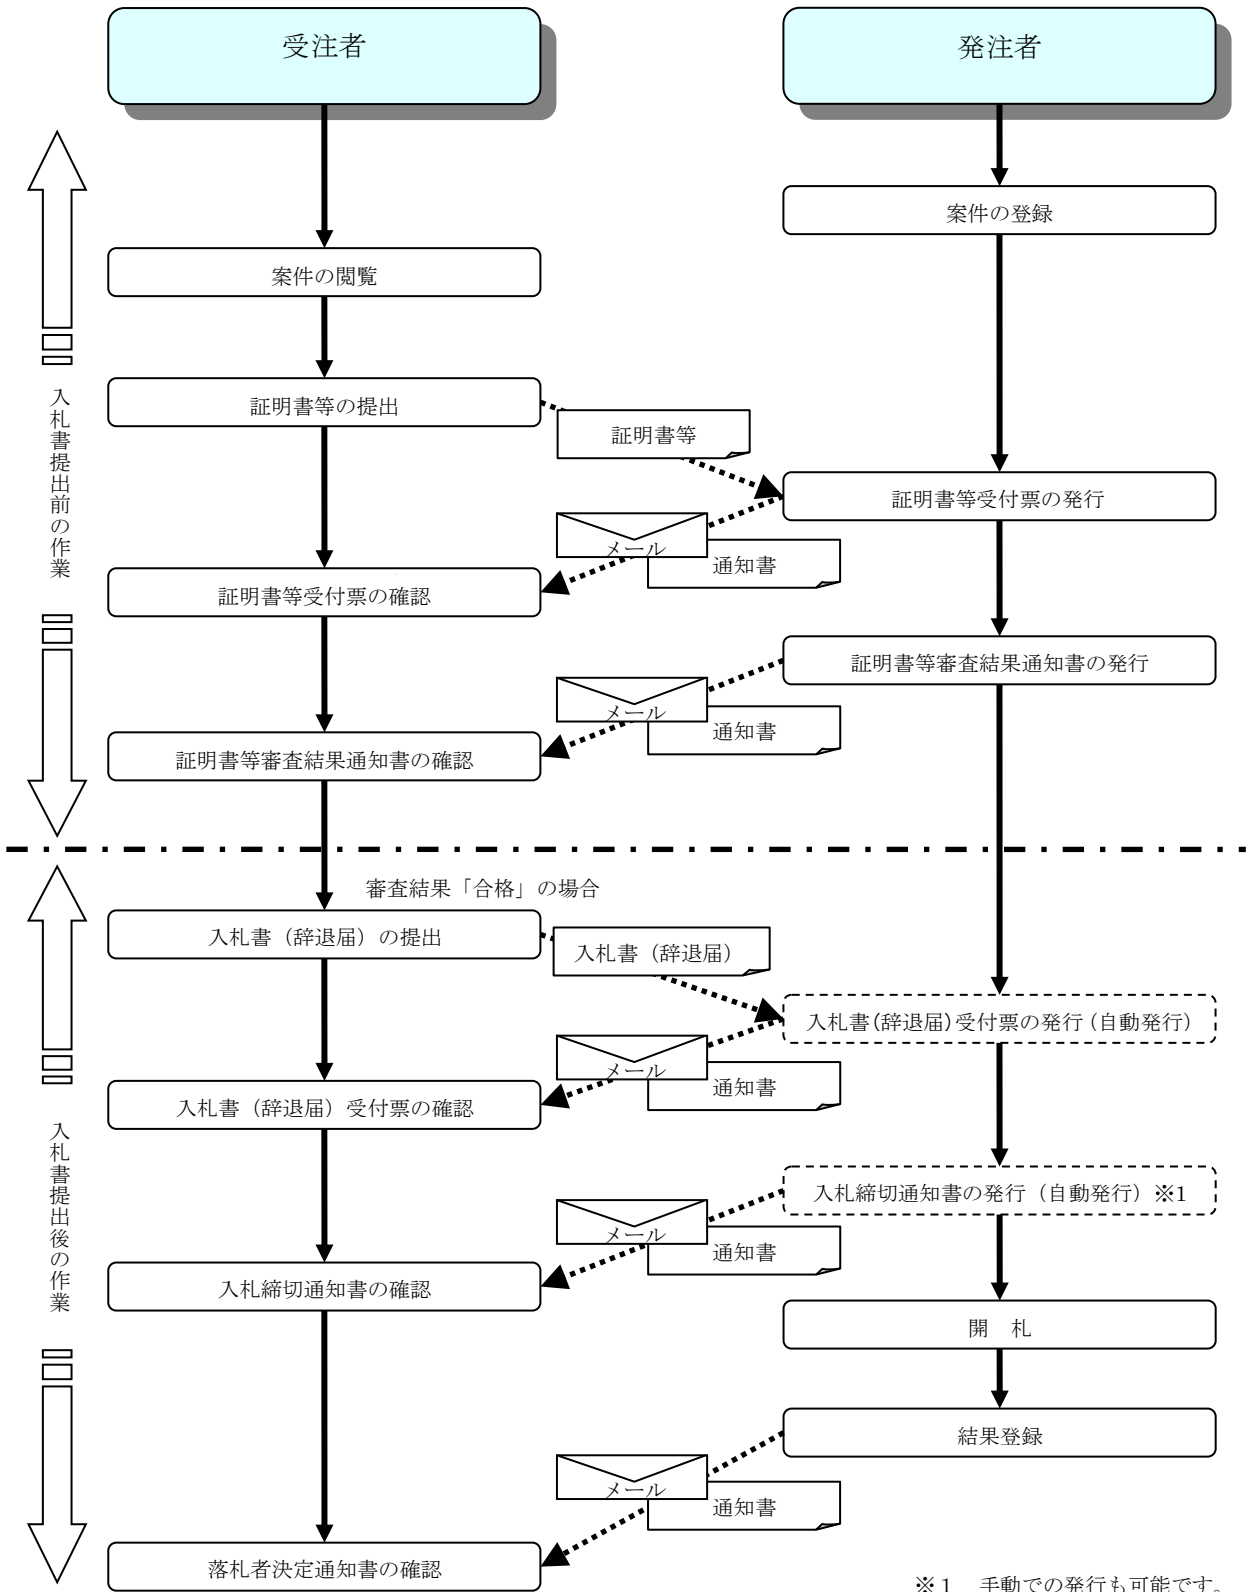 受注者
発注者
案件の登録
案件の閲覧
証明書等の提出
証明書等
証明書等受付票の発行
メール
通知書
証明書等受付票の確認
入札書提出前の作業
証明書等審査結果通知書の発行
メール
通知書
証明書等審査結果通知書の確認
審査結果「合格」の場合
入札書（辞退届）の提出
入札書（辞退届）
入札書(辞退届)受付票の発行(自動発行)
メール
通知書
入札書（辞退届）受付票の確認
入札書提出後の作業
入札締切通知書の発行（自動発行）※1
メール
通知書
入札締切通知書の確認
開　札
結果登録
メール
通知書
落札者決定通知書の確認
※１　手動での発行も可能です。